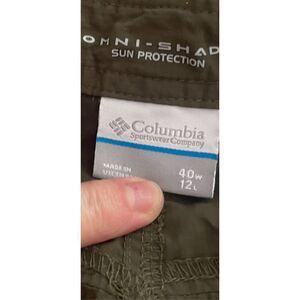 OMNI-SHAD
SUN PROTECTION
Columbia
Sportswear Company
MADE IN
40W
12L